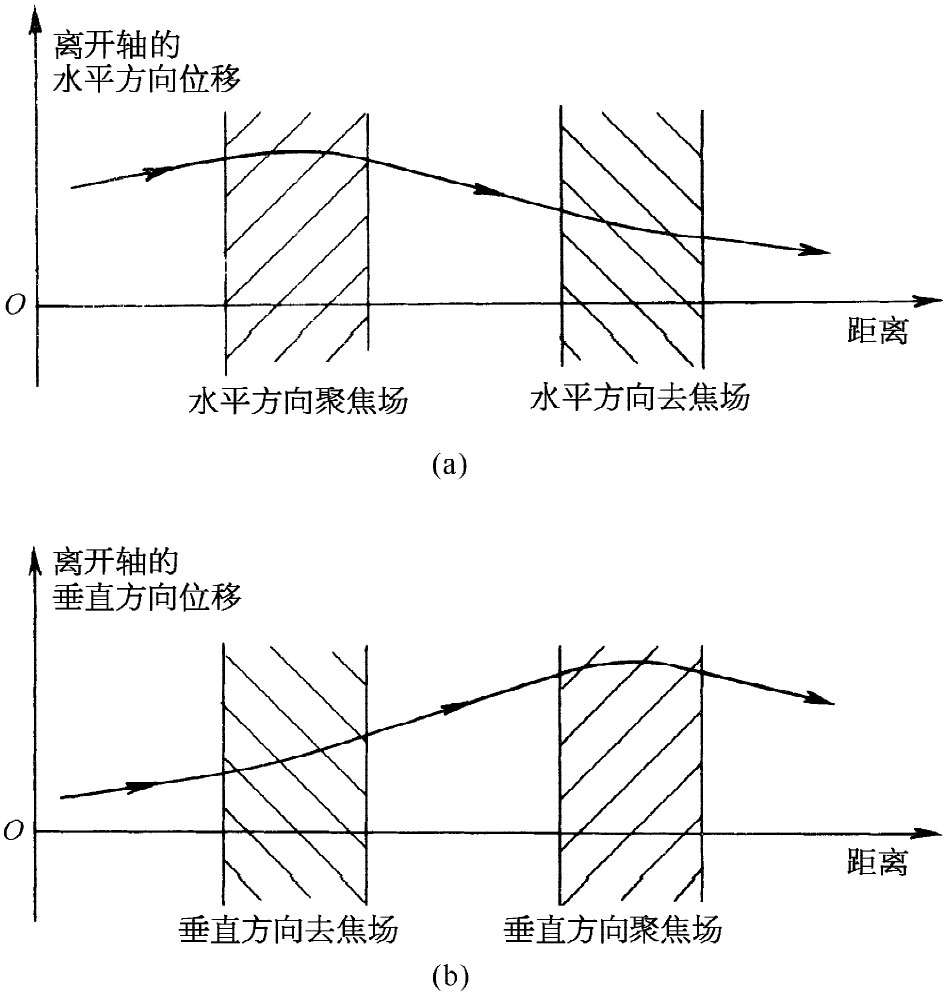 离开轴的
水平方向位移
O
距离
水平方向聚焦场
水平方向去焦场
(a)
离开轴的
垂直方向位移
O
距离
垂直方向去焦场
垂直方向聚焦场
(b)